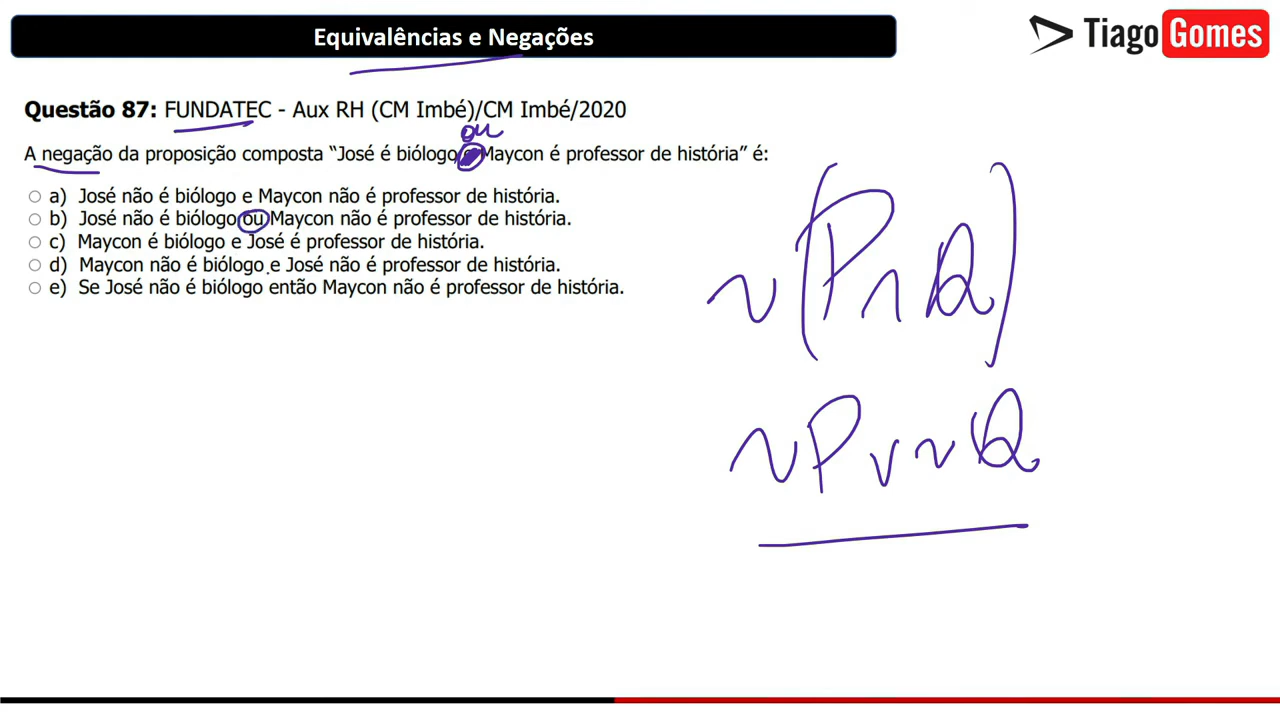 Equivalências e Negações
Tiago Gomes
Questão 87: FUNDATEC - Aux RH (CM Imbé)/CM Imbé/2020
ou
A negação da proposição composta “José é biólogo e Maycon é professor de história” é:
a) José não é biólogo e Maycon não é professor de história.
b) José não é biólogo ou Maycon não é professor de história.
c) Maycon é biólogo e José é professor de história.
d) Maycon não é biólogo e José não é professor de história.
e) Se José não é biólogo então Maycon não é professor de história.
~(P∧Q)
~P∨~Q